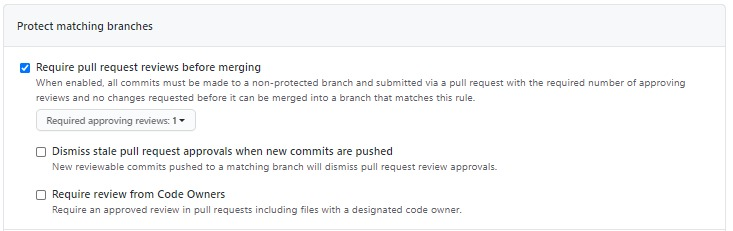 Protect matching branches
Require pull request reviews before merging
When enabled, all commits must be made to a non-protected branch and submitted via a pull request with the required number of approving
reviews and no changes requested before it can be merged into a branch that matches this rule.
Required approving reviews: 1
Dismiss stale pull request approvals when new commits are pushed
New reviewable commits pushed to a matching branch will dismiss pull request review approvals.
Require review from Code Owners
Require an approved review in pull requests including files with a designated code owner.